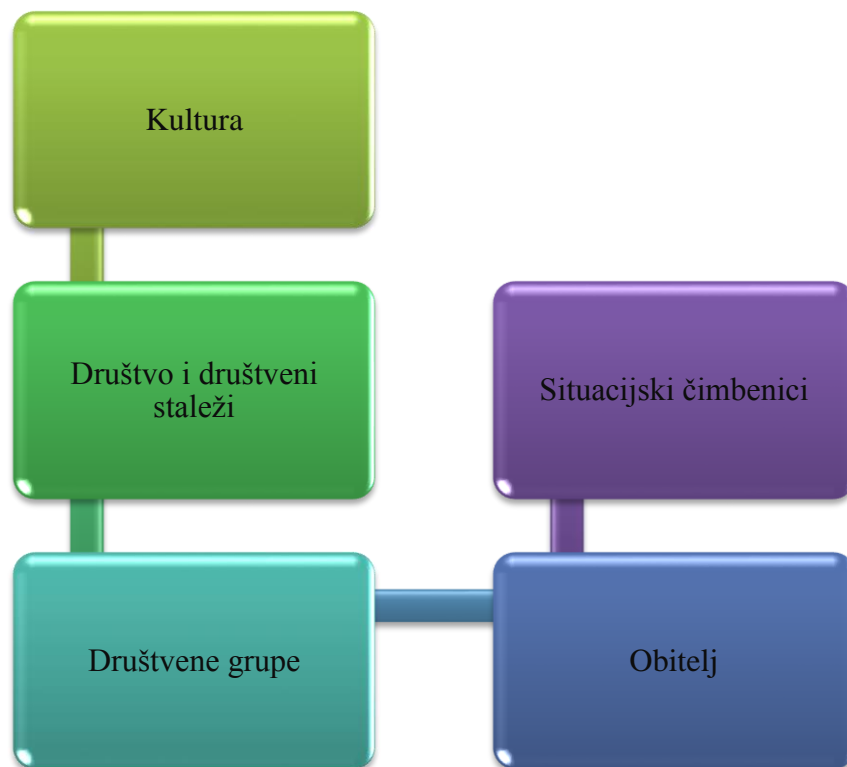 Kultura
Društvo i društveni
staleži
Društvene grupe
Obitelj
Situacijski čimbenici